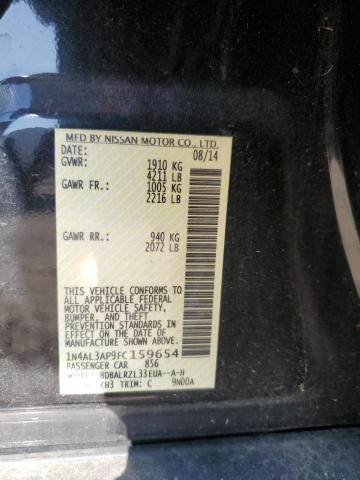 MFD BY NISSAN MOTOR CO., LTD.
DATE: 08/14
GVWR: 1910 KG
4211 LB
GAWR FR: 1005 KG
2216 LB
GAWR RR: 940 KG
2072 LB
THIS VEHICLE CONFORMS TO ALL
APPLICABLE FEDERAL
MOTOR VEHICLE SAFETY,
BUMPER, AND THEFT
PREVENTION STANDARDS
IN EFFECT ON THE
DATE OF MANUFACTURE
SHOWN ABOVE.
1N4AL3AP9FC159654
PASSENGER CAR 856
BDBALRZL33EUA--A-H
KH3 TRIM: C 9N00A